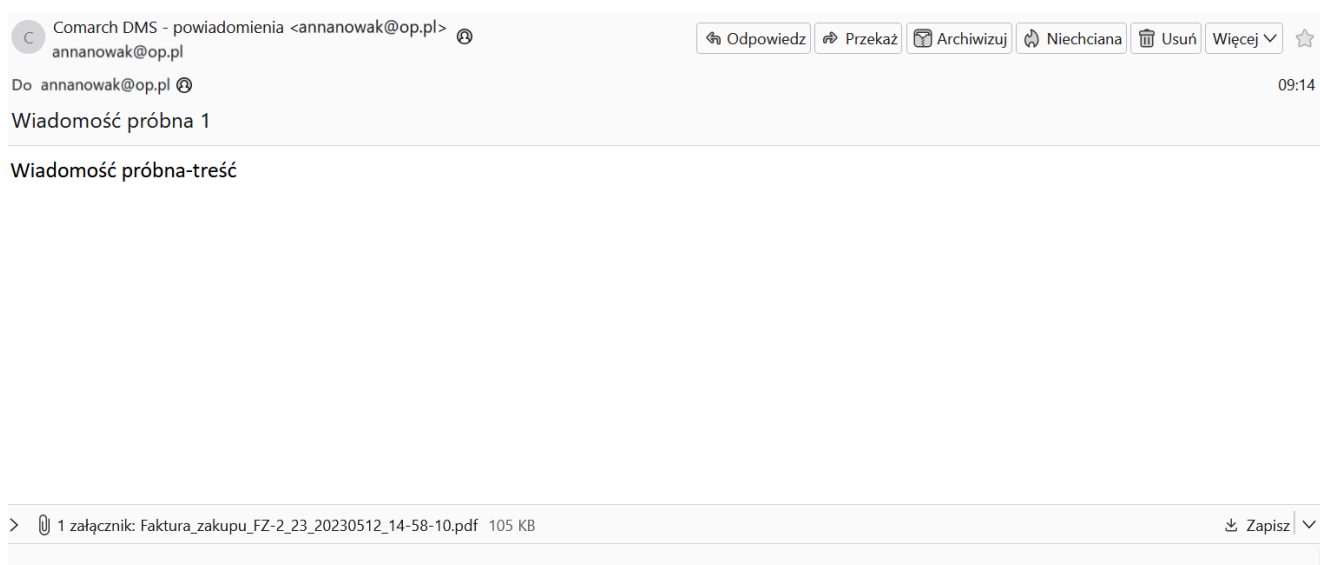 C Comarch DMS - powiadomienia <annanowak@op.pl> Odpowiedz Przekaż Archiwizuj Niechciana Usuń Więcej
annanowak@op.pl
Do annanowak@op.pl 09:14
Wiadomość próbna 1
Wiadomość próbna-treść
1 załącznik: Faktura_zakupu_FZ-2_23_20230512_14-58-10.pdf 105 KB Zapisz